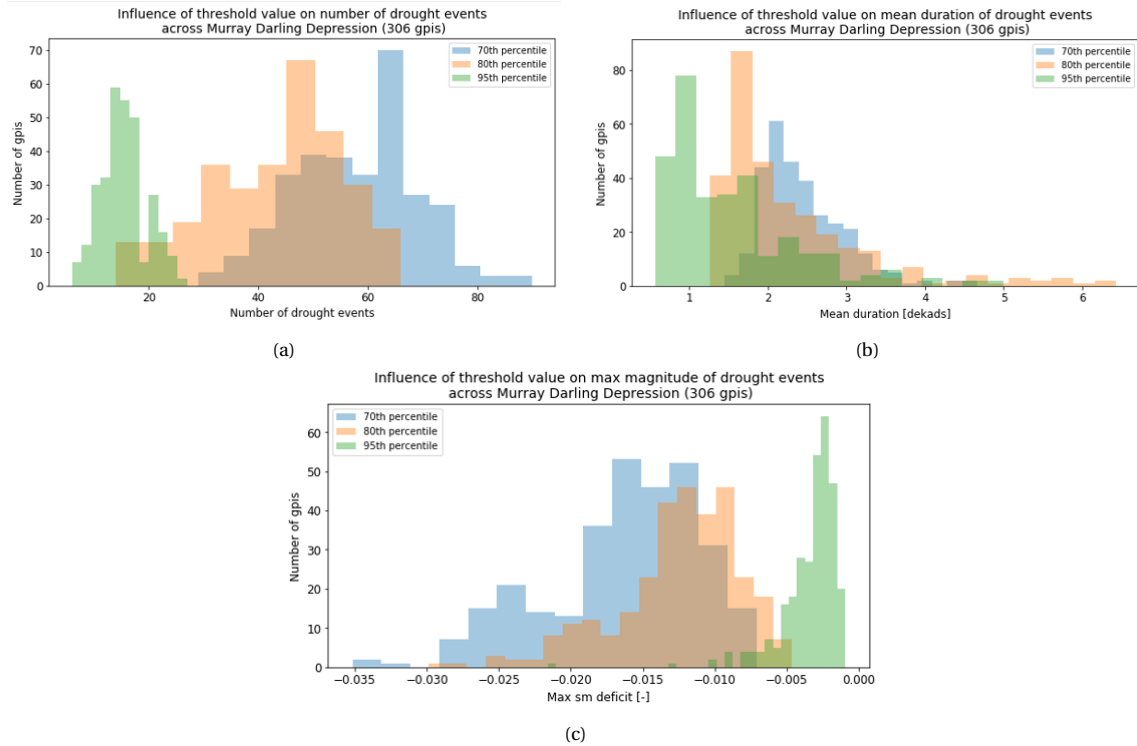 Influence of threshold value on number of drought events
across Murray Darling Depression (306 gpis)
70
60
50
40
30
20
10
0
Number of gpis
70th percentile
80th percentile
95th percentile
20
40
60
80
Number of drought events
(a)
Influence of threshold value on mean duration of drought events
across Murray Darling Depression (306 gpis)
80
60
40
20
0
Number of gpis
70th percentile
80th percentile
95th percentile
1
2
3
4
5
6
Mean duration [dekads]
(b)
Influence of threshold value on max magnitude of drought events
across Murray Darling Depression (306 gpis)
60
50
40
30
20
10
0
Number of gpis
70th percentile
80th percentile
95th percentile
−0.035
−0.030
−0.025
−0.020
−0.015
−0.010
−0.005
0.000
Max sm deficit [-]
(c)